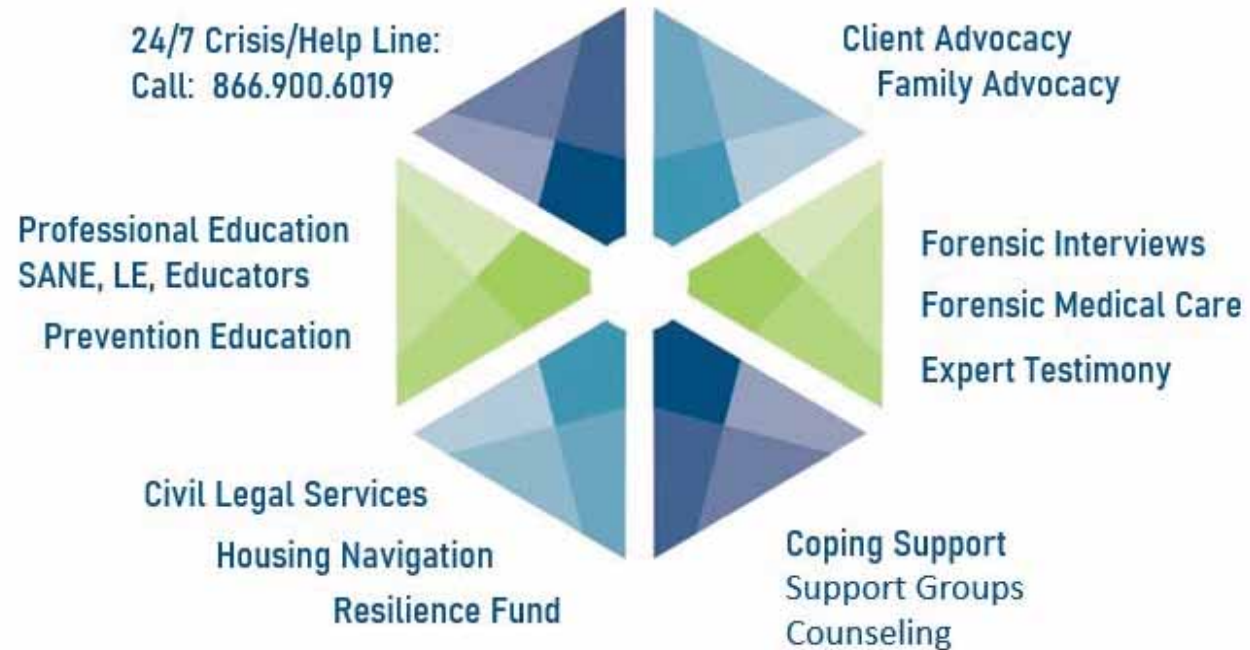 24/7 Crisis/Help Line:
Call: 866.900.6019
Client Advocacy
Family Advocacy
Professional Education
SANE, LE, Educators
Prevention Education
Forensic Interviews
Forensic Medical Care
Expert Testimony
Civil Legal Services
Housing Navigation
Resilience Fund
Coping Support
Support Groups
Counseling